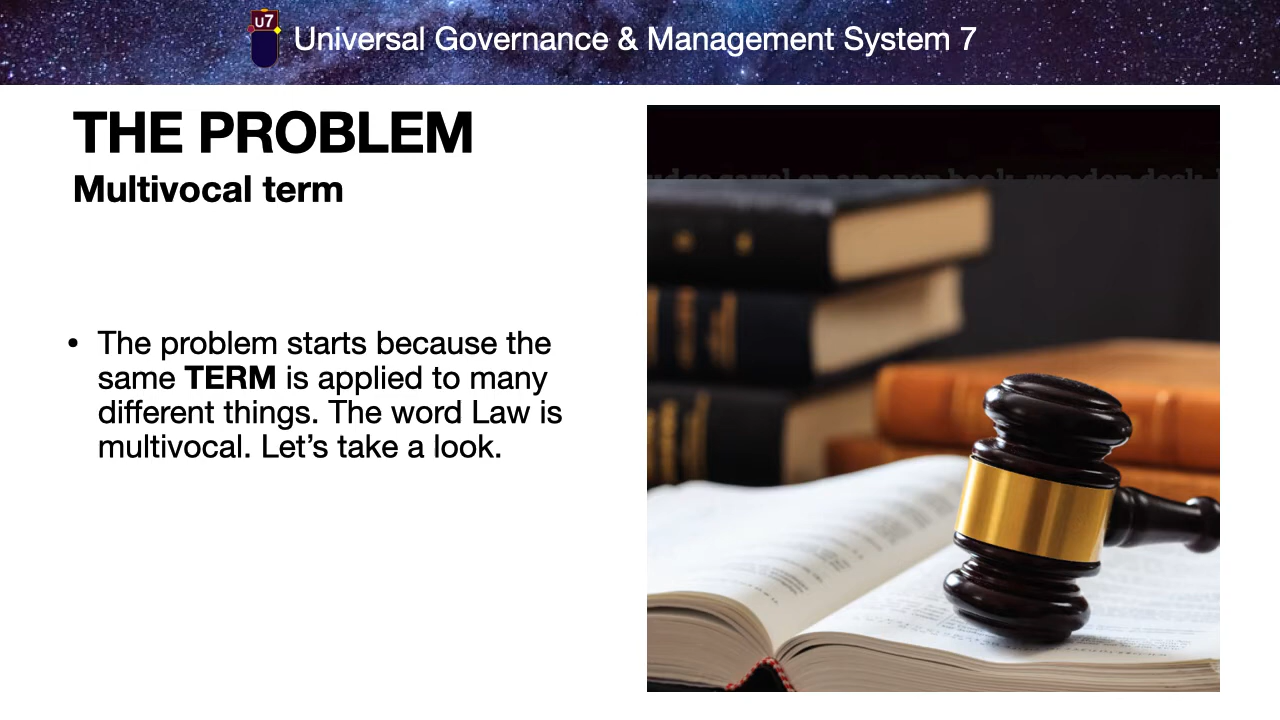 U7
Universal Governance & Management System 7
THE PROBLEM
Multivocal term
• The problem starts because the
same TERM is applied to many
different things. The word Law is
multivocal. Let’s take a look.